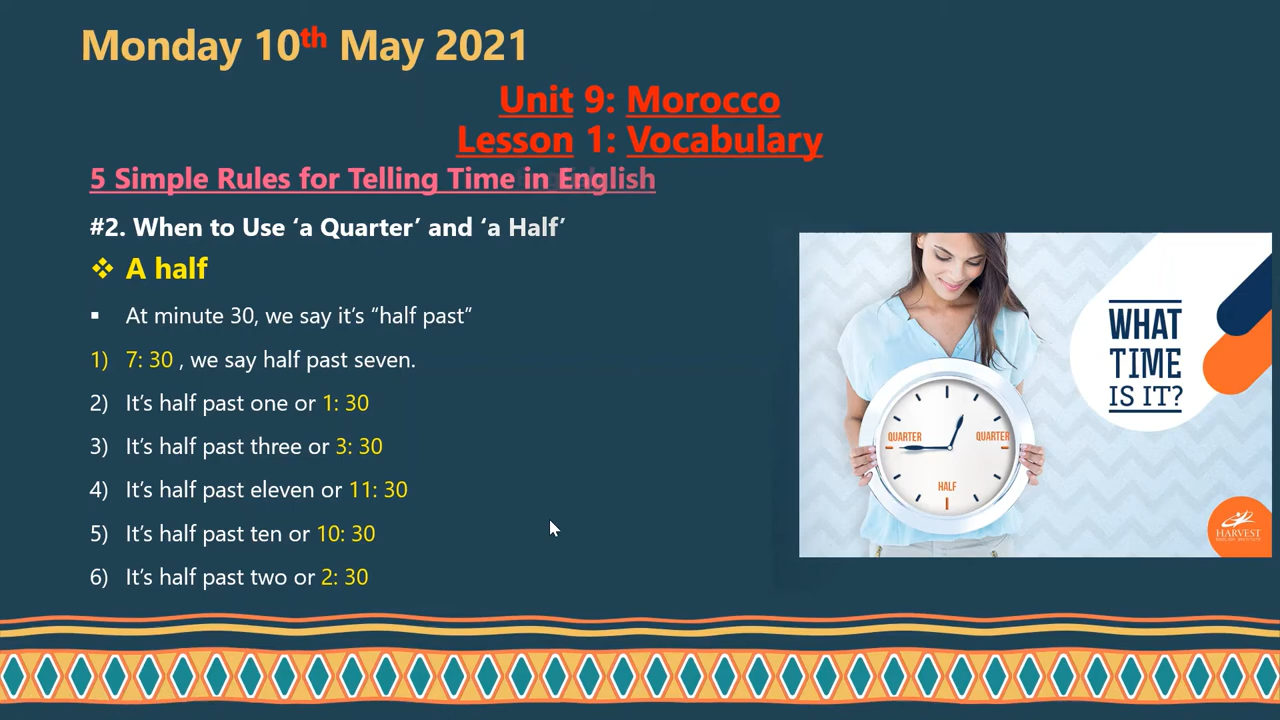 Monday 10th May 2021
Unit 9: Morocco
Lesson 1: Vocabulary
5 Simple Rules for Telling Time in English
#2. When to Use ‘a Quarter’ and ‘a Half’
❖ A half
▪ At minute 30, we say it’s “half past“
1) 7: 30 , we say half past seven.
2) It’s half past one or 1: 30
3) It’s half past three or 3: 30
4) It’s half past eleven or 11: 30
5) It’s half past ten or 10: 30
6) It’s half past two or 2: 30
WHAT
TIME
IS IT?
QUARTER
QUARTER
HALF
HARVEST
ENGLISH INSTITUTE